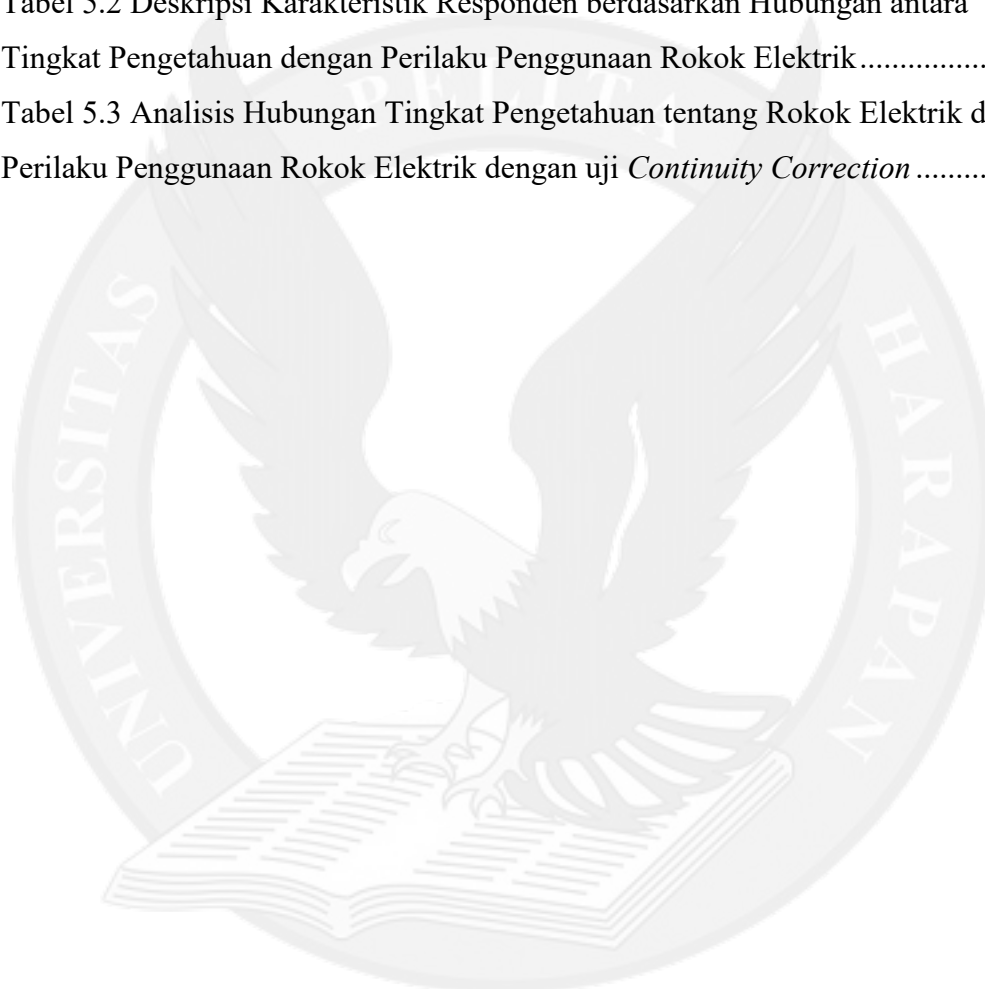 Tabel 5.2 Deskripsi Karakteristik Responden berdasarkan Hubungan antara
Tingkat Pengetahuan dengan Perilaku Penggunaan Rokok Elektrik................
Tabel 5.3 Analisis Hubungan Tingkat Pengetahuan tentang Rokok Elektrik d
Perilaku Penggunaan Rokok Elektrik dengan uji Continuity Correction.........
UNIVERSITAS PELITA HARAPAN